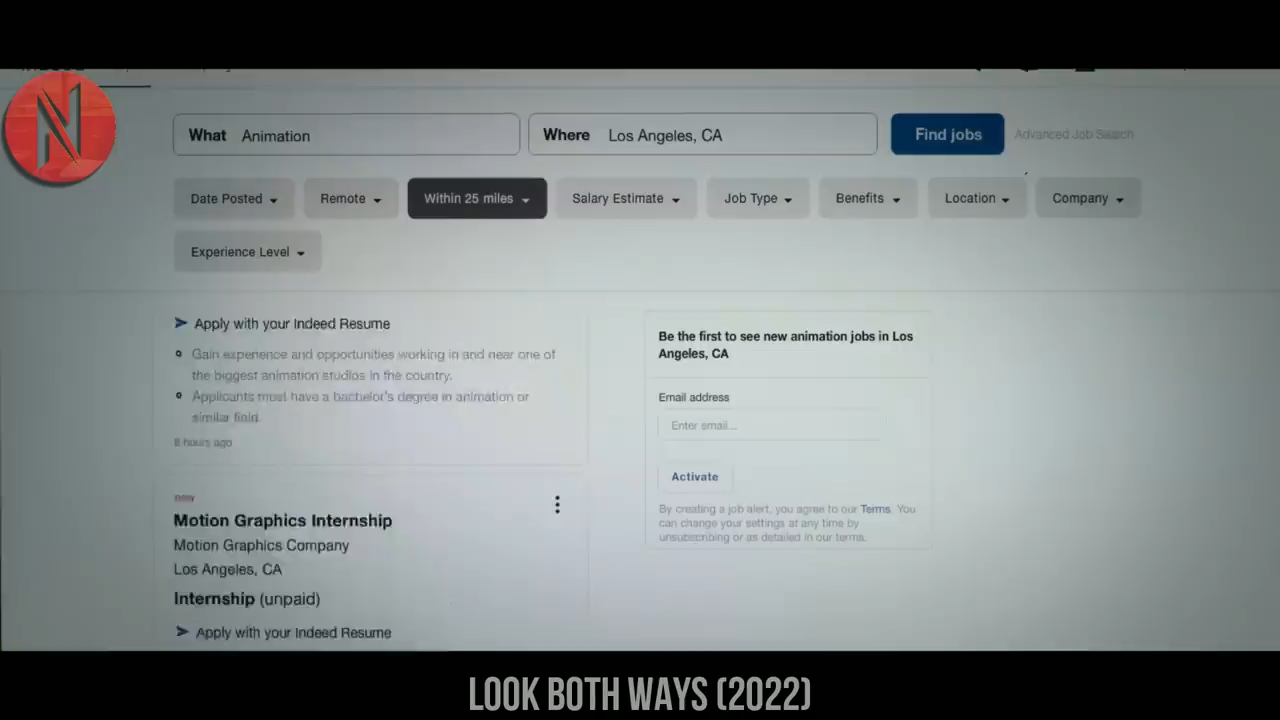 What Animation Where Los Angeles, CA Find jobs Advanced Job Search
Date Posted Remote Within 25 miles Salary Estimate Job Type Benefits Location Company
Experience Level
Apply with your Indeed Resume
Gain experience and opportunities working in and near one of
the biggest animation studios in the country.
Applicants must have a bachelor's degree in animation or
similar field.
8 hours ago
new
Motion Graphics Internship
Motion Graphics Company
Los Angeles, CA
Internship (unpaid)
Apply with your Indeed Resume
Be the first to see new animation jobs in Los
Angeles, CA
Email address
Enter email...
Activate
By creating a job alert, you agree to our Terms. You
can change your settings at any time by
unsubscribing or as detailed in our terms.
LOOK BOTH WAYS (2022)